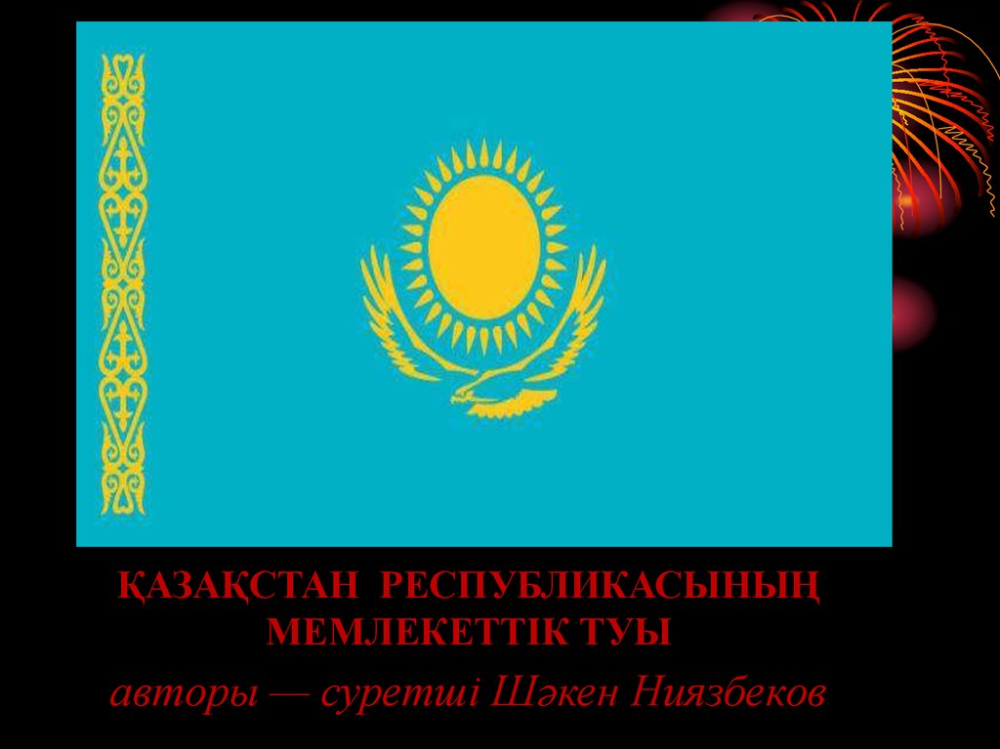 ҚАЗАҚСТАН РЕСПУБЛИКАСЫНЫҢ
МЕМЛЕКЕТТІК ТУЫ
авторы — суретші Шәкен Ниязбеков